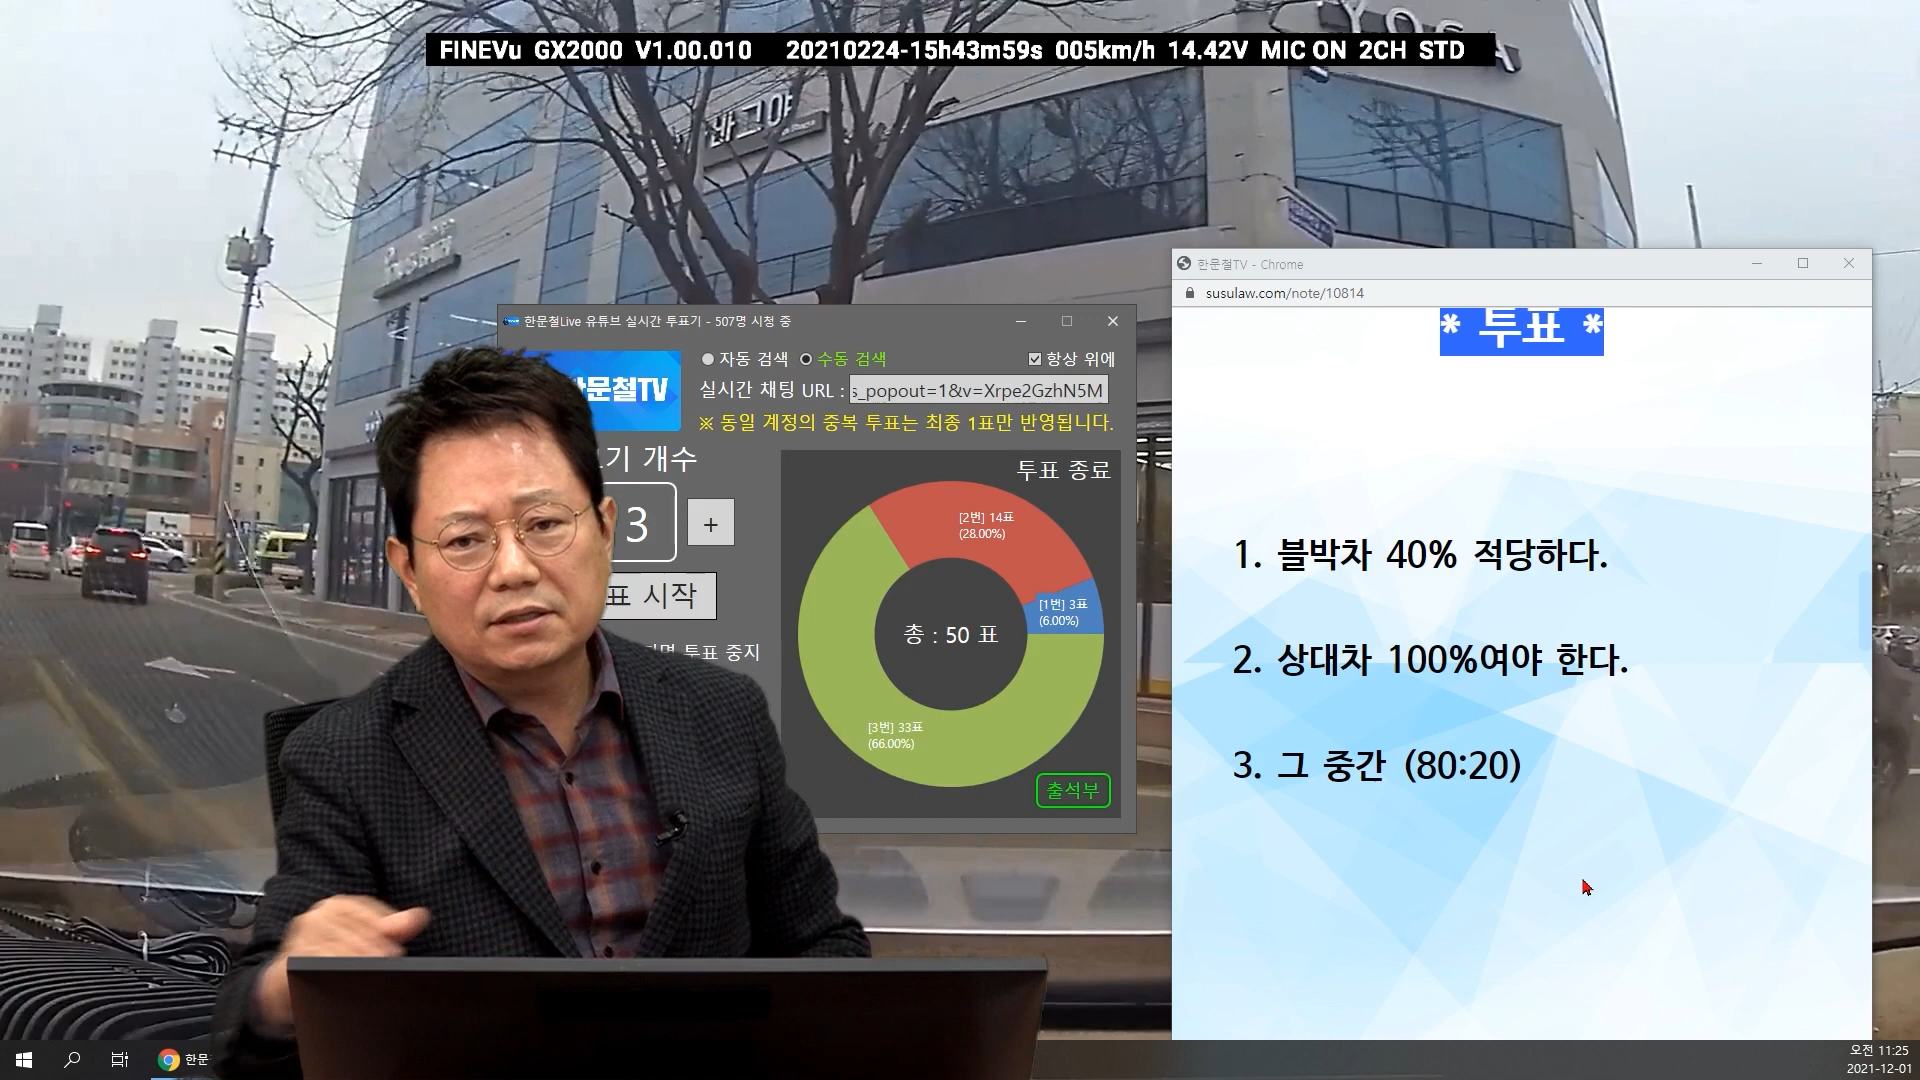 FINEVu GX2000 V1.00.010 20210224-15h43m59s 005km/h 14.42V MIC ON 2CH STD
바그야
한문철TV - Chrome
susulaw.com/note/10814
* 투표 *
1. 블박차 40% 적당하다.
2. 상대차 100%여야 한다.
3. 그 중간 (80:20)
한문철Live 유튜브 실시간 투표기 - 507명 시청 중
문철TV
자동 검색 수동 검색 항상 위에
실시간 채팅 URL : s_popout=1&v=Xrpe2GzhN5M
※ 동일 계정의 중복 투표는 최종 1표만 반영됩니다.
기 개수
3 +
표 시작
투표 중지
투표 종료
[2번] 14표
(28.00%)
[1번] 3표
(6.00%)
총 : 50 표
[3번] 33표
(66.00%)
출석부
한문
오전 11:25
2021-12-01